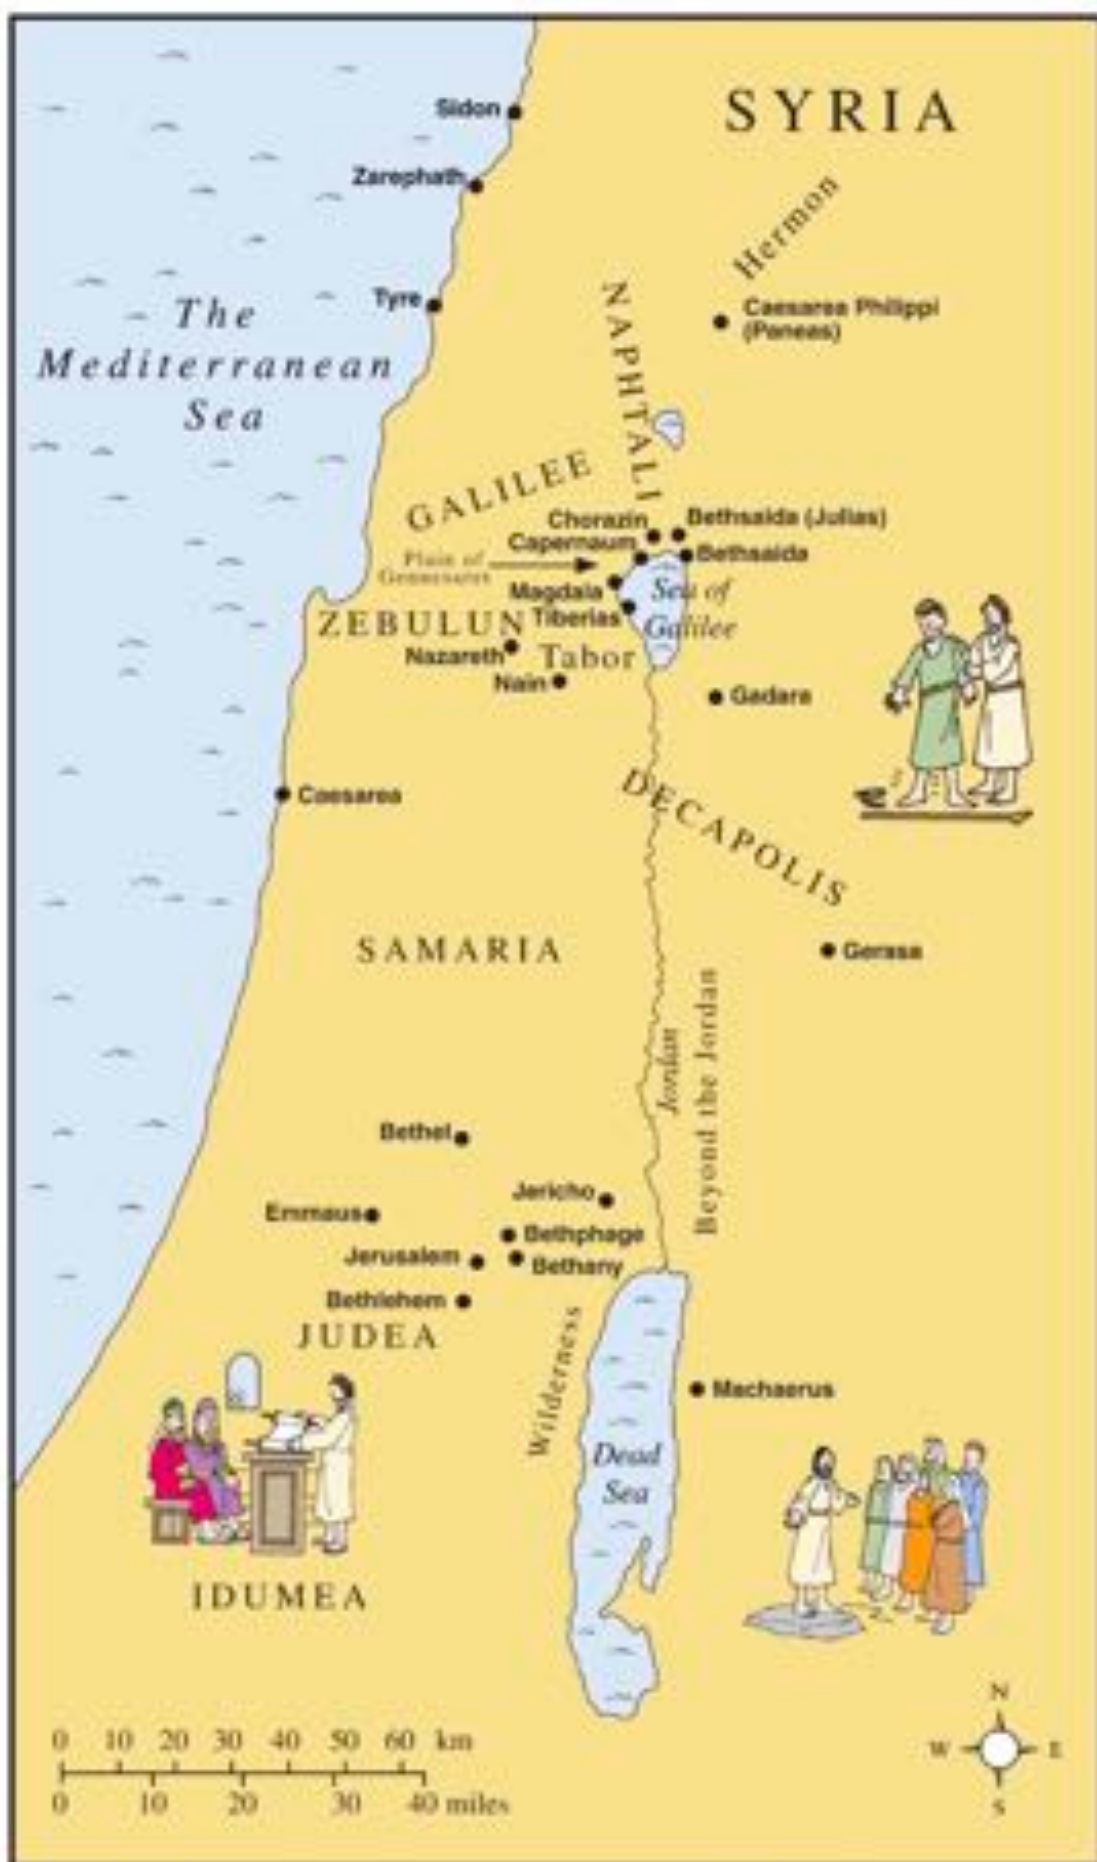 SYRIA
Sidon
Zarephath
Hermon
Tyre
The
Mediterranean
Sea
Caesarea Philippi
(Paneas)
NAPHTALI
GALILEE
Chorazin
Bethsaida (Julias)
Capernaum
Bethsaida
Plain of
Gennesaret
Magdala
Sea of
Galilee
Tiberias
ZEBULUN
Nazareth
Tabor
Nain
Gadara
Caesarea
DECAPOLIS
SAMARIA
Gerasa
Jordan
Beyond the Jordan
Bethel
Jericho
Emmaus
Bethphage
Jerusalem
Bethany
Bethlehem
JUDEA
Wilderness
Machaerus
Dead
Sea
IDUMEA
0 10 20 30 40 50 60 km
0 10 20 30 40 miles
N
W E
S